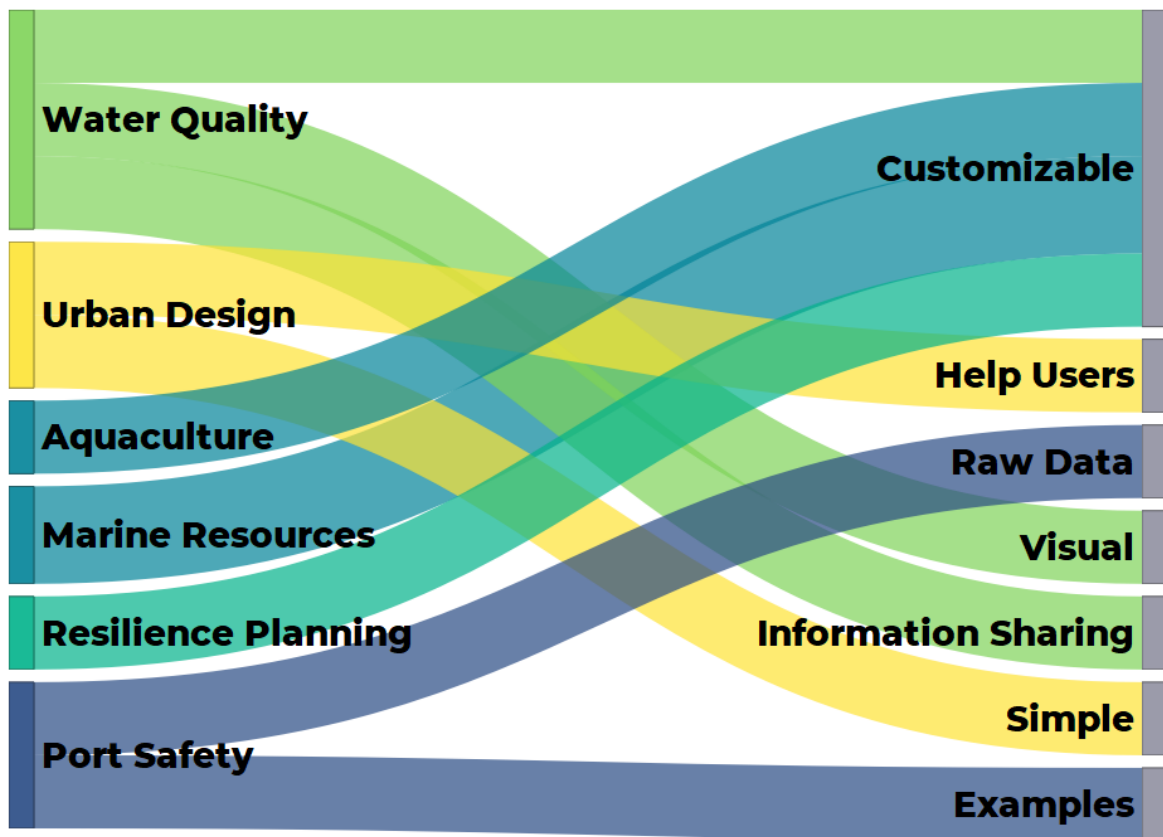 Water Quality
Urban Design
Aquaculture
Marine Resources
Resilience Planning
Port Safety
Customizable
Help Users
Raw Data
Visual
Information Sharing
Simple
Examples